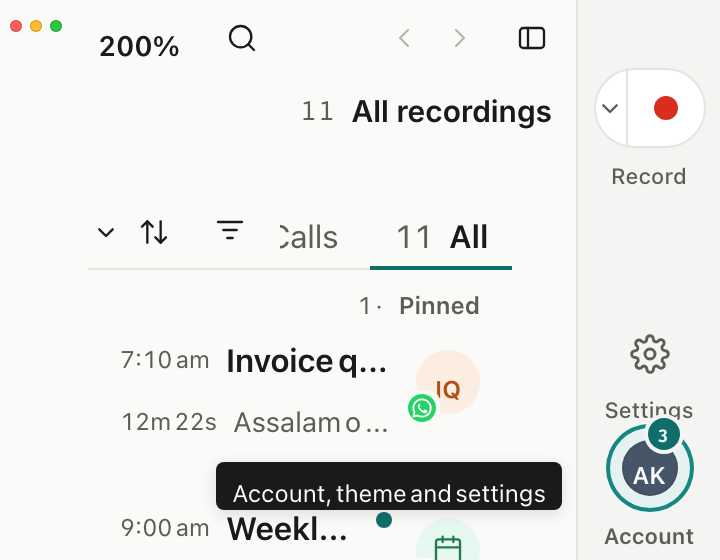 200%
11 All recordings
Record
Calls
11 All
1 · Pinned
7:10 am Invoice q...
IQ
12m 22s Assalam o ...
Settings
3
AK
Account, theme and settings
9:00 am Weekl...
Account